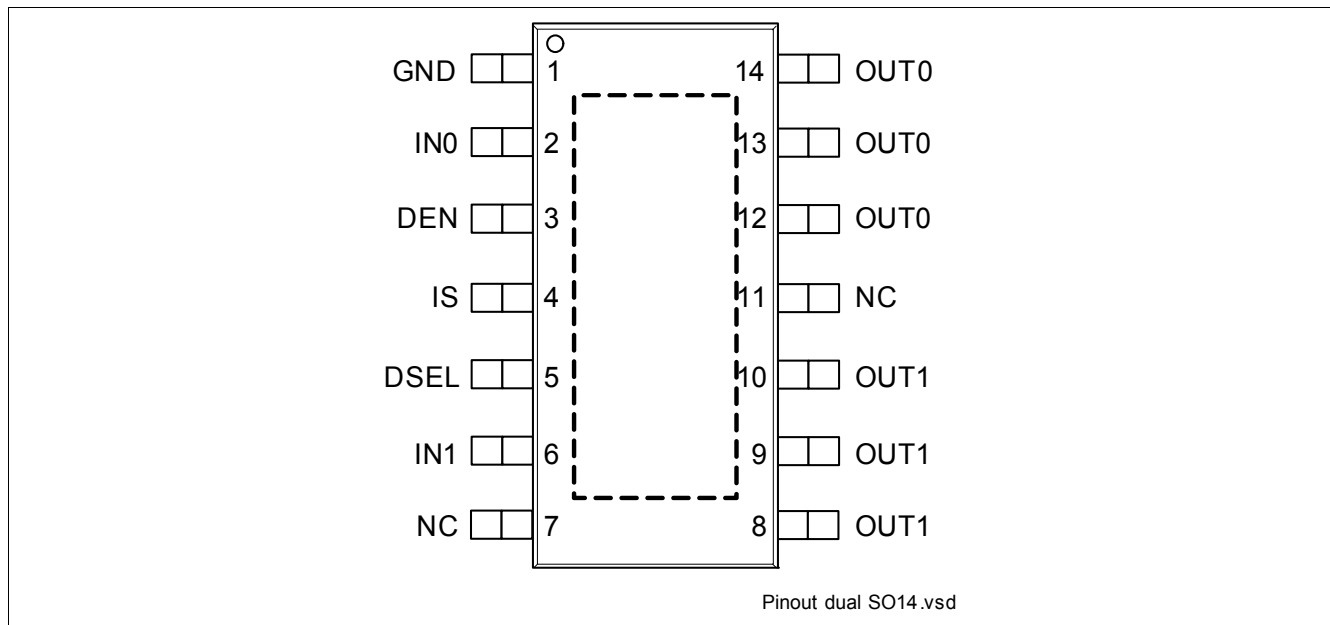 GND 1 14 OUT0
IN0 2 13 OUT0
DEN 3 12 OUT0
IS 4 11 NC
DSEL 5 10 OUT1
IN1 6 9 OUT1
NC 7 8 OUT1
Pinout dual SO14.vsd